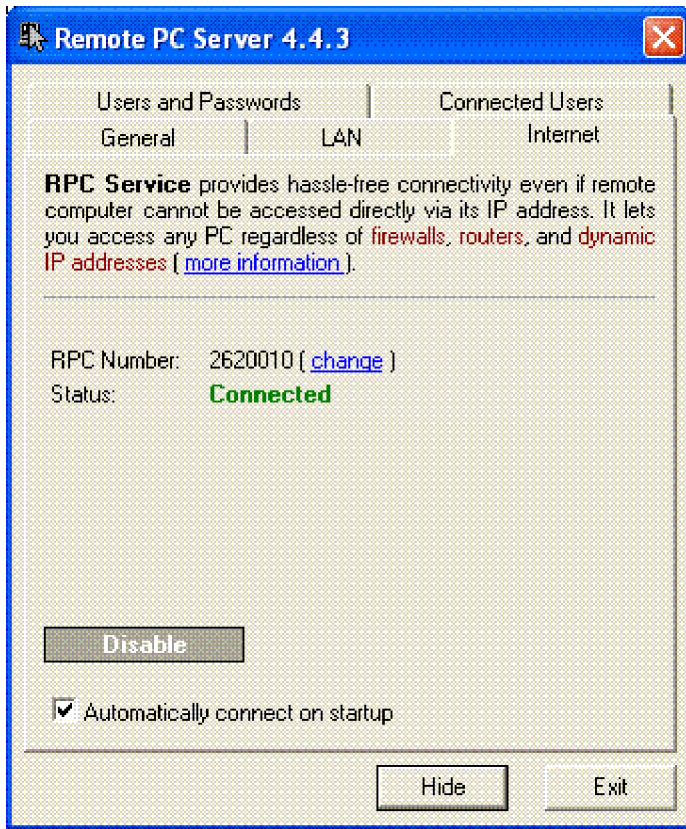 Remote PC Server 4.4.3
Users and Passwords
Connected Users
General
LAN
Internet
RPC Service provides hassle-free connectivity even if remote
computer cannot be accessed directly via its IP address. It lets
you access any PC regardless of firewalls, routers, and dynamic
IP addresses ( more information ).
RPC Number: 2620010 ( change )
Status: Connected
Disable
Automatically connect on startup
Hide
Exit